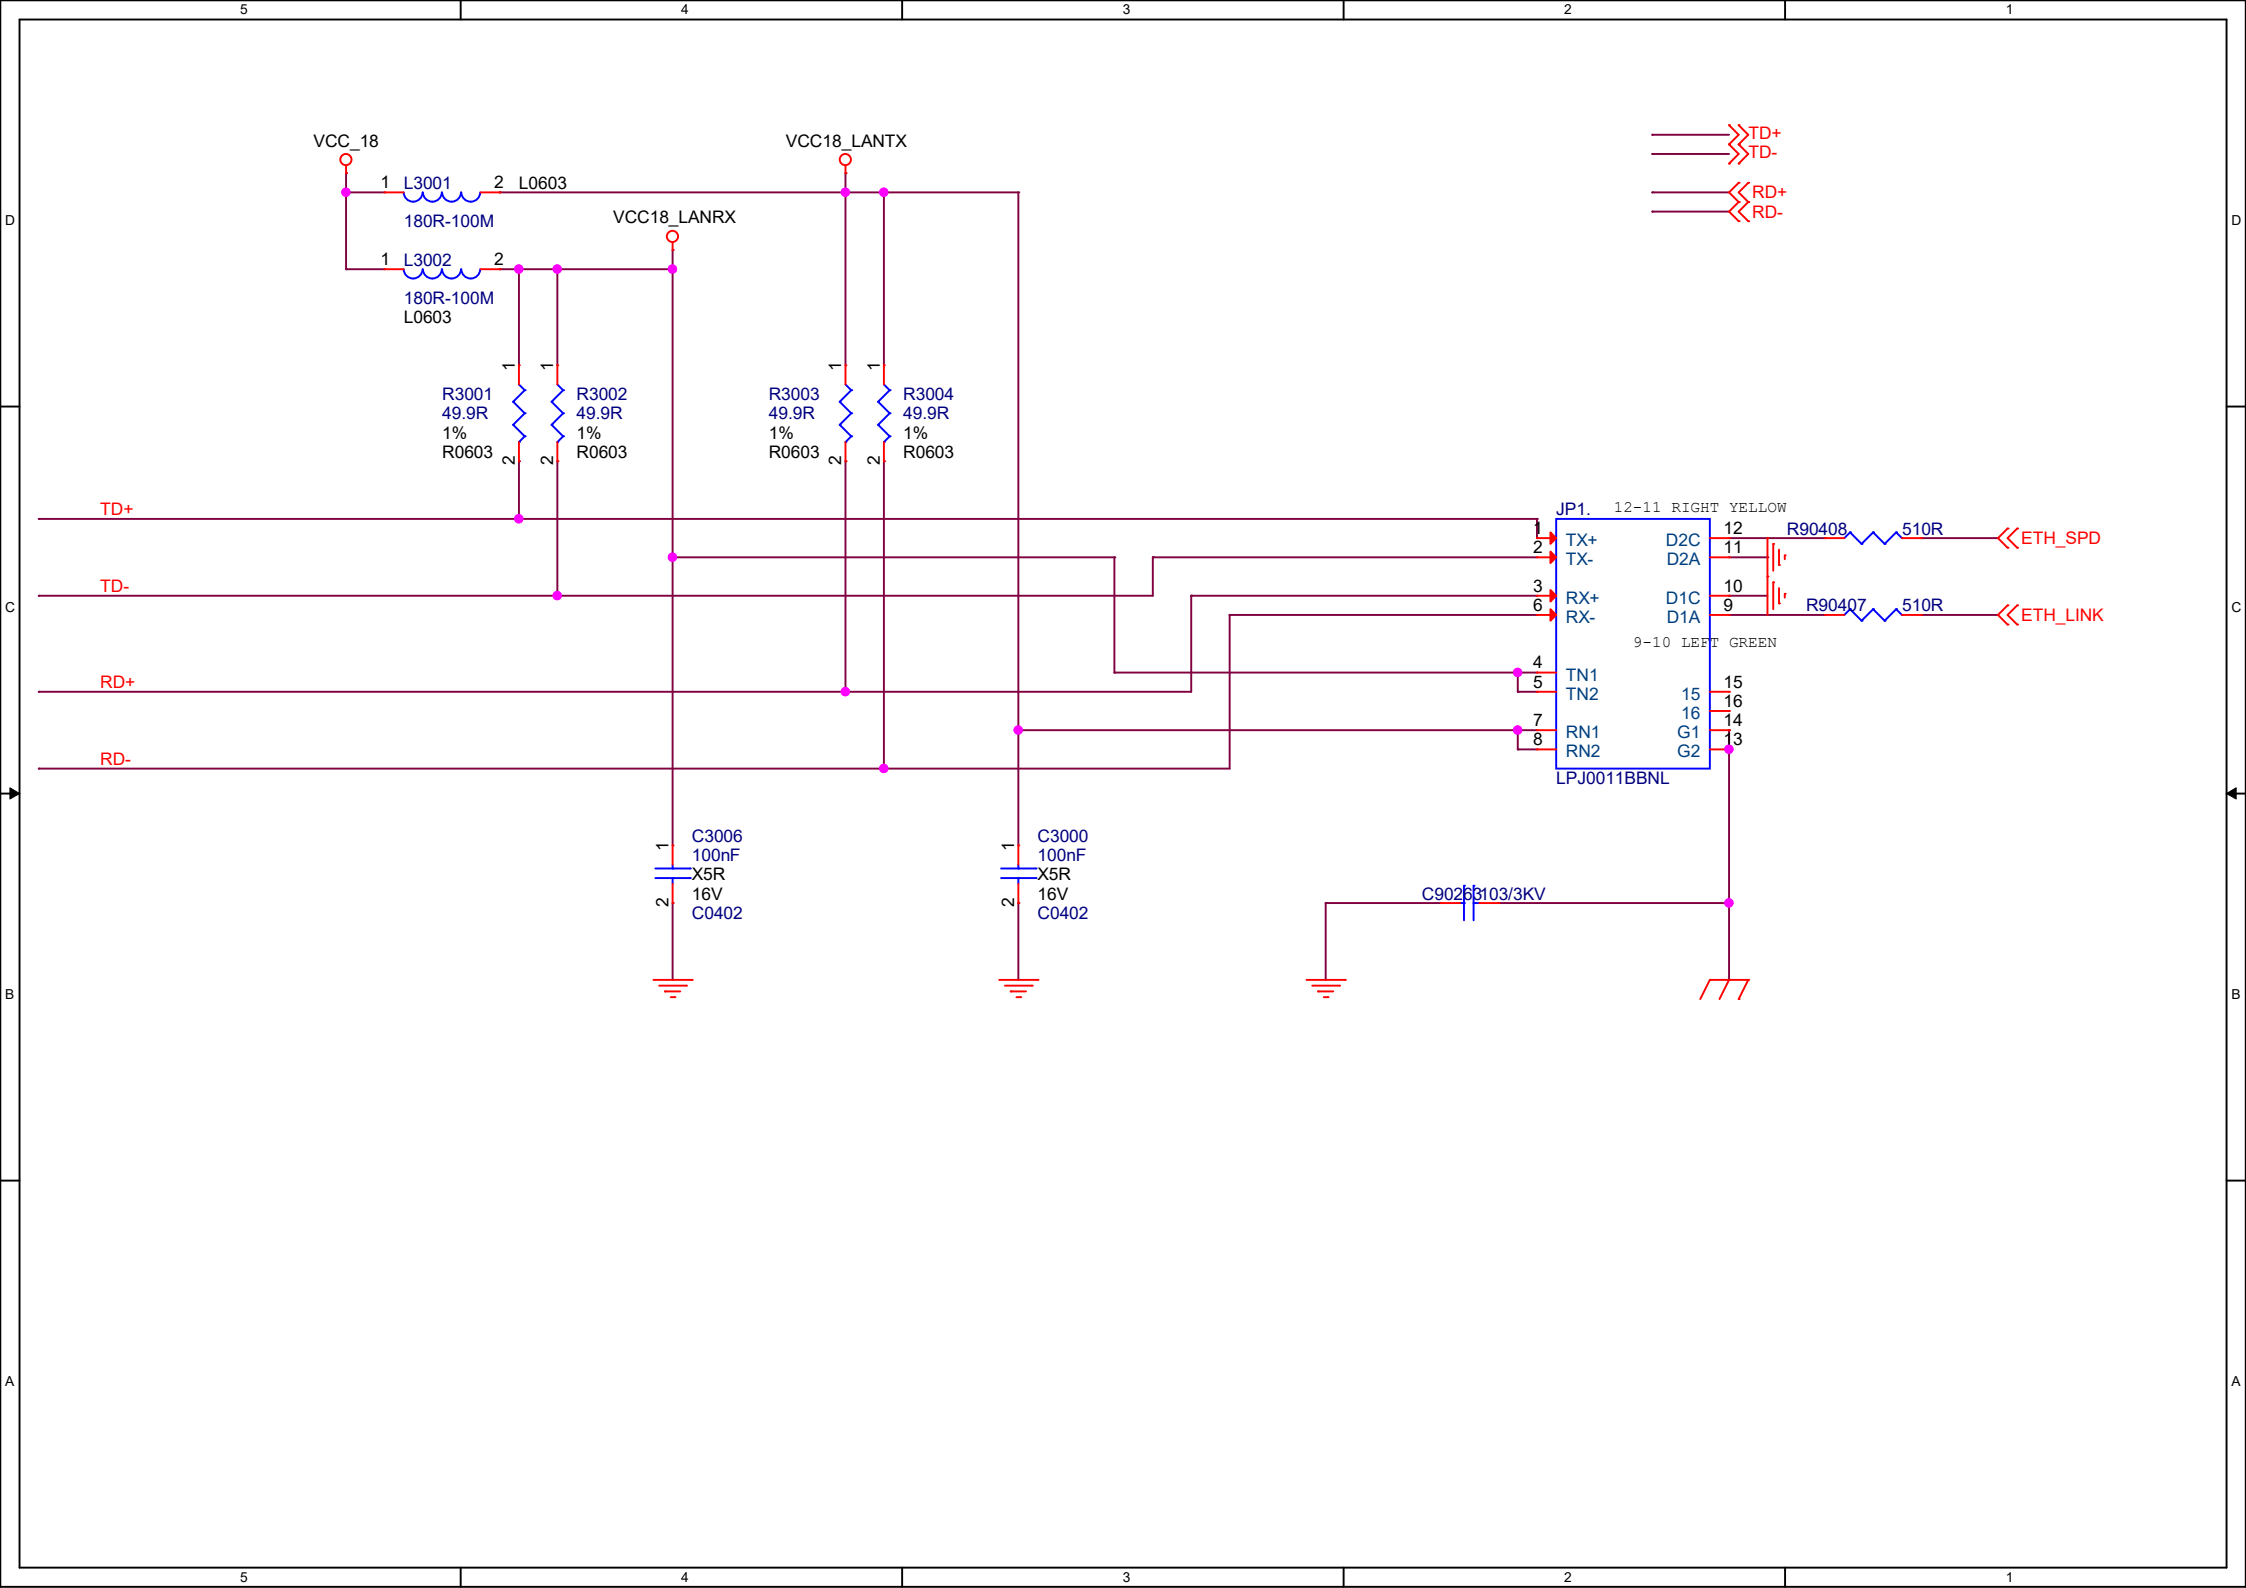 5 4 3 2 1
VCC_18
VCC18_LANTX
TD+
TD-
1 L3001 2 L0603
180R-100M
RD+
RD-
VCC18_LANRX
D
D
1 L3002 2
180R-100M
L0603
1 1 1 1
R3001 R3002 R3003 R3004
49.9R 49.9R 49.9R 49.9R
1% 1% 1% 1%
R0603 R0603 R0603 R0603
2 2 2 2
TD+
JP1.
12-11 RIGHT YELLOW
1 TX+ D2C 12 R90408 510R ETH_SPD
2 TX- D2A 11
TD-
3 RX+ D1C 10
6 RX- D1A 9 R90407 510R ETH_LINK
C
C
9-10 LEFT GREEN
4 TN1
RD+
5 TN2 15 15
16 16
7 RN1 G1 14
8 RN2 G2 13
RD-
LPJ0011BBNL
C3006 C3000
1 100nF 1 100nF
X5R X5R
16V 16V
2 C0402 2 C0402
C90263 103/3KV
B
B
A
A
5 4 3 2 1